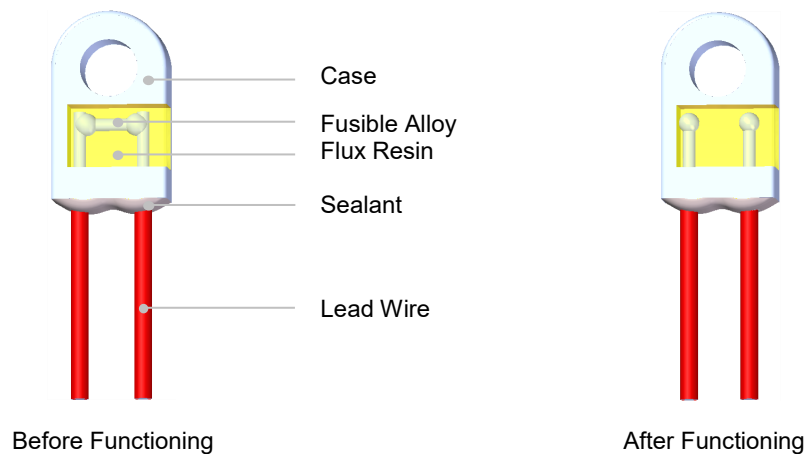 Case
Fusible Alloy
Flux Resin
Sealant
Lead Wire
Before Functioning
After Functioning